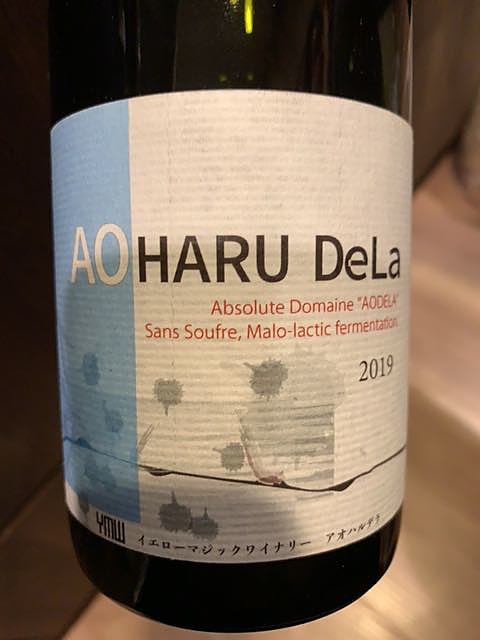 AOHARU DeLa
Absolute Domaine "AODELA"
Sans Soufre, Malo-lactic fermentation.
2019
YMW イエローマジックワイナリー アオハルデラ